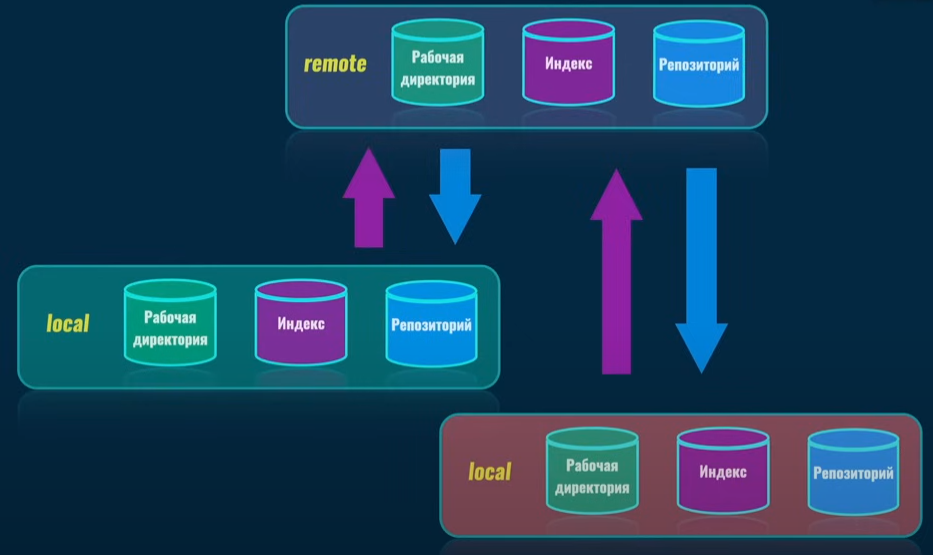 remote
Рабочая
директория
Индекс
Репозиторий
local
Рабочая
директория
Индекс
Репозиторий
local
Рабочая
директория
Индекс
Репозиторий